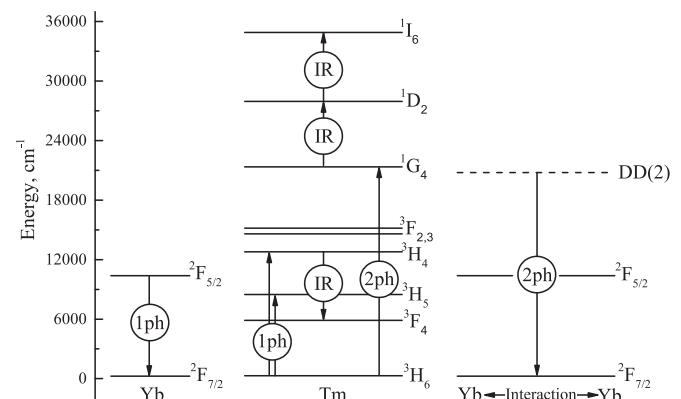 36000
30000
24000
18000
12000
6000
0
Energy, cm⁻¹
²F₅/₂
1ph
²F₇/₂
Yb
¹I₆
IR
¹D₂
IR
¹G₄
³F₂,₃
³H₄
IR
2ph
³H₅
³F₄
1ph
³H₆
Tm
DD(2)
2ph
²F₅/₂
²F₇/₂
Yb Interaction Yb